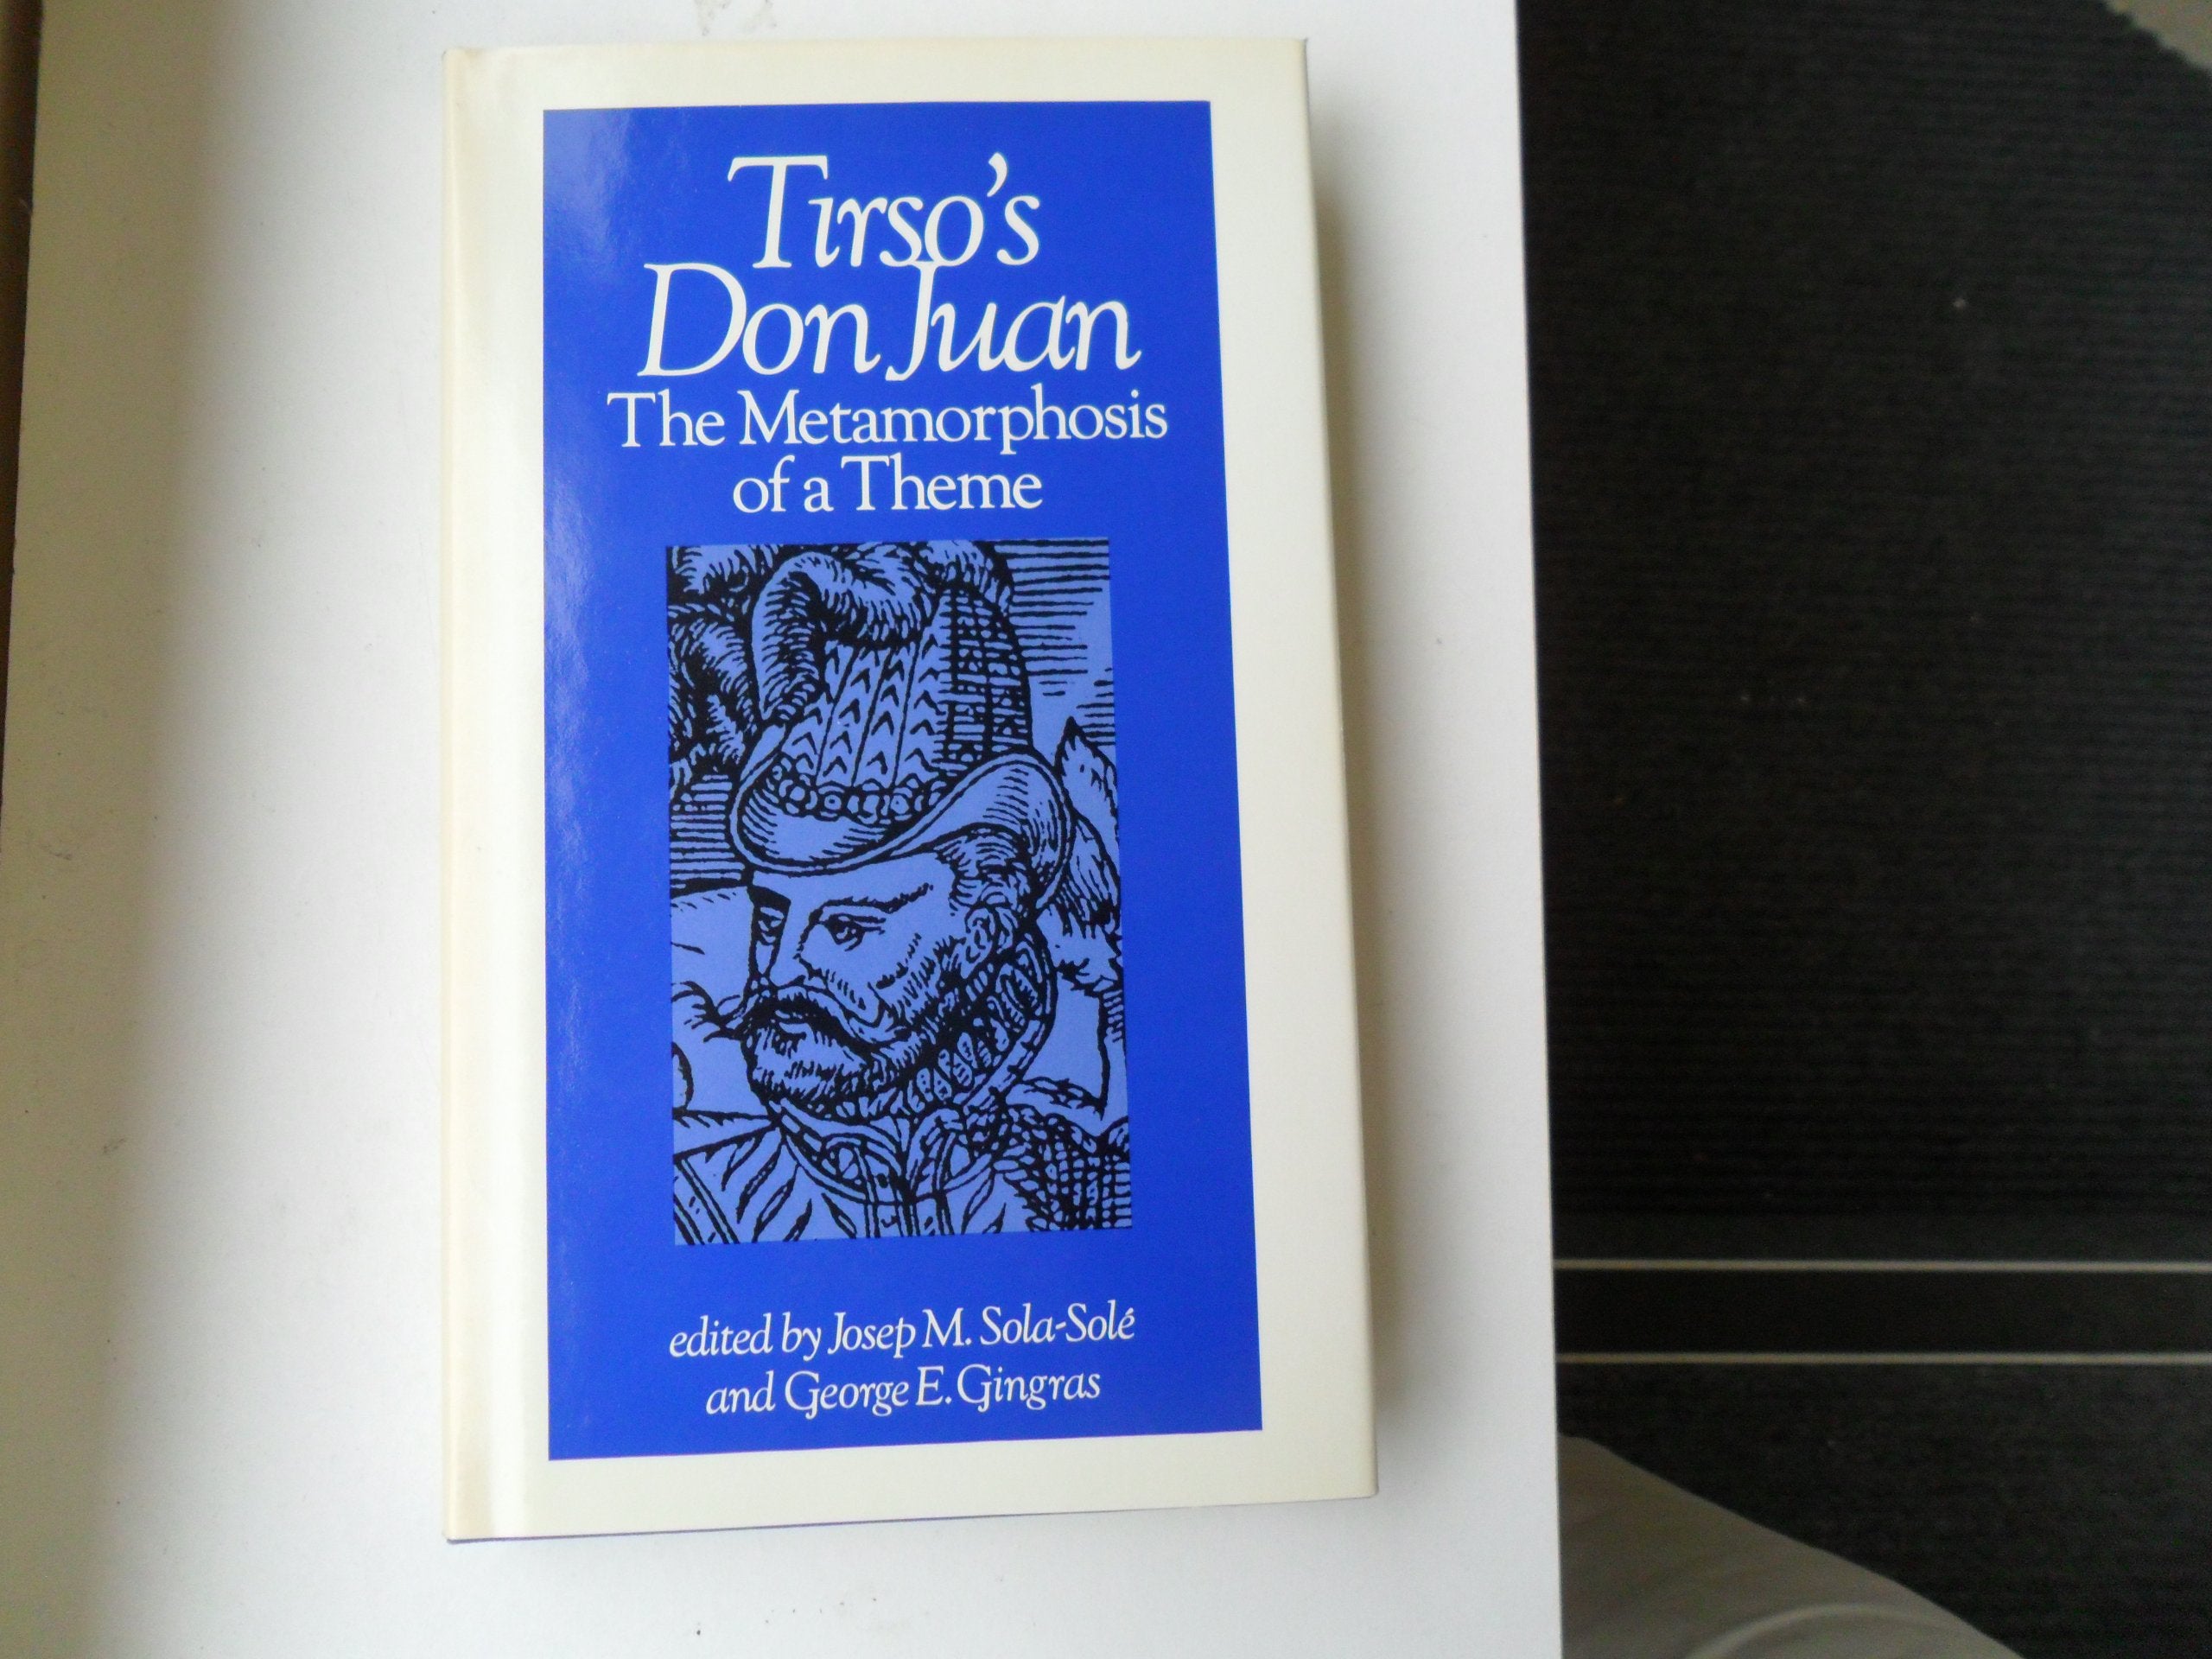 Tirso's
Don Juan
The Metamorphosis
of a Theme
edited by Josep M. Sola-Solé
and George E. Gingras